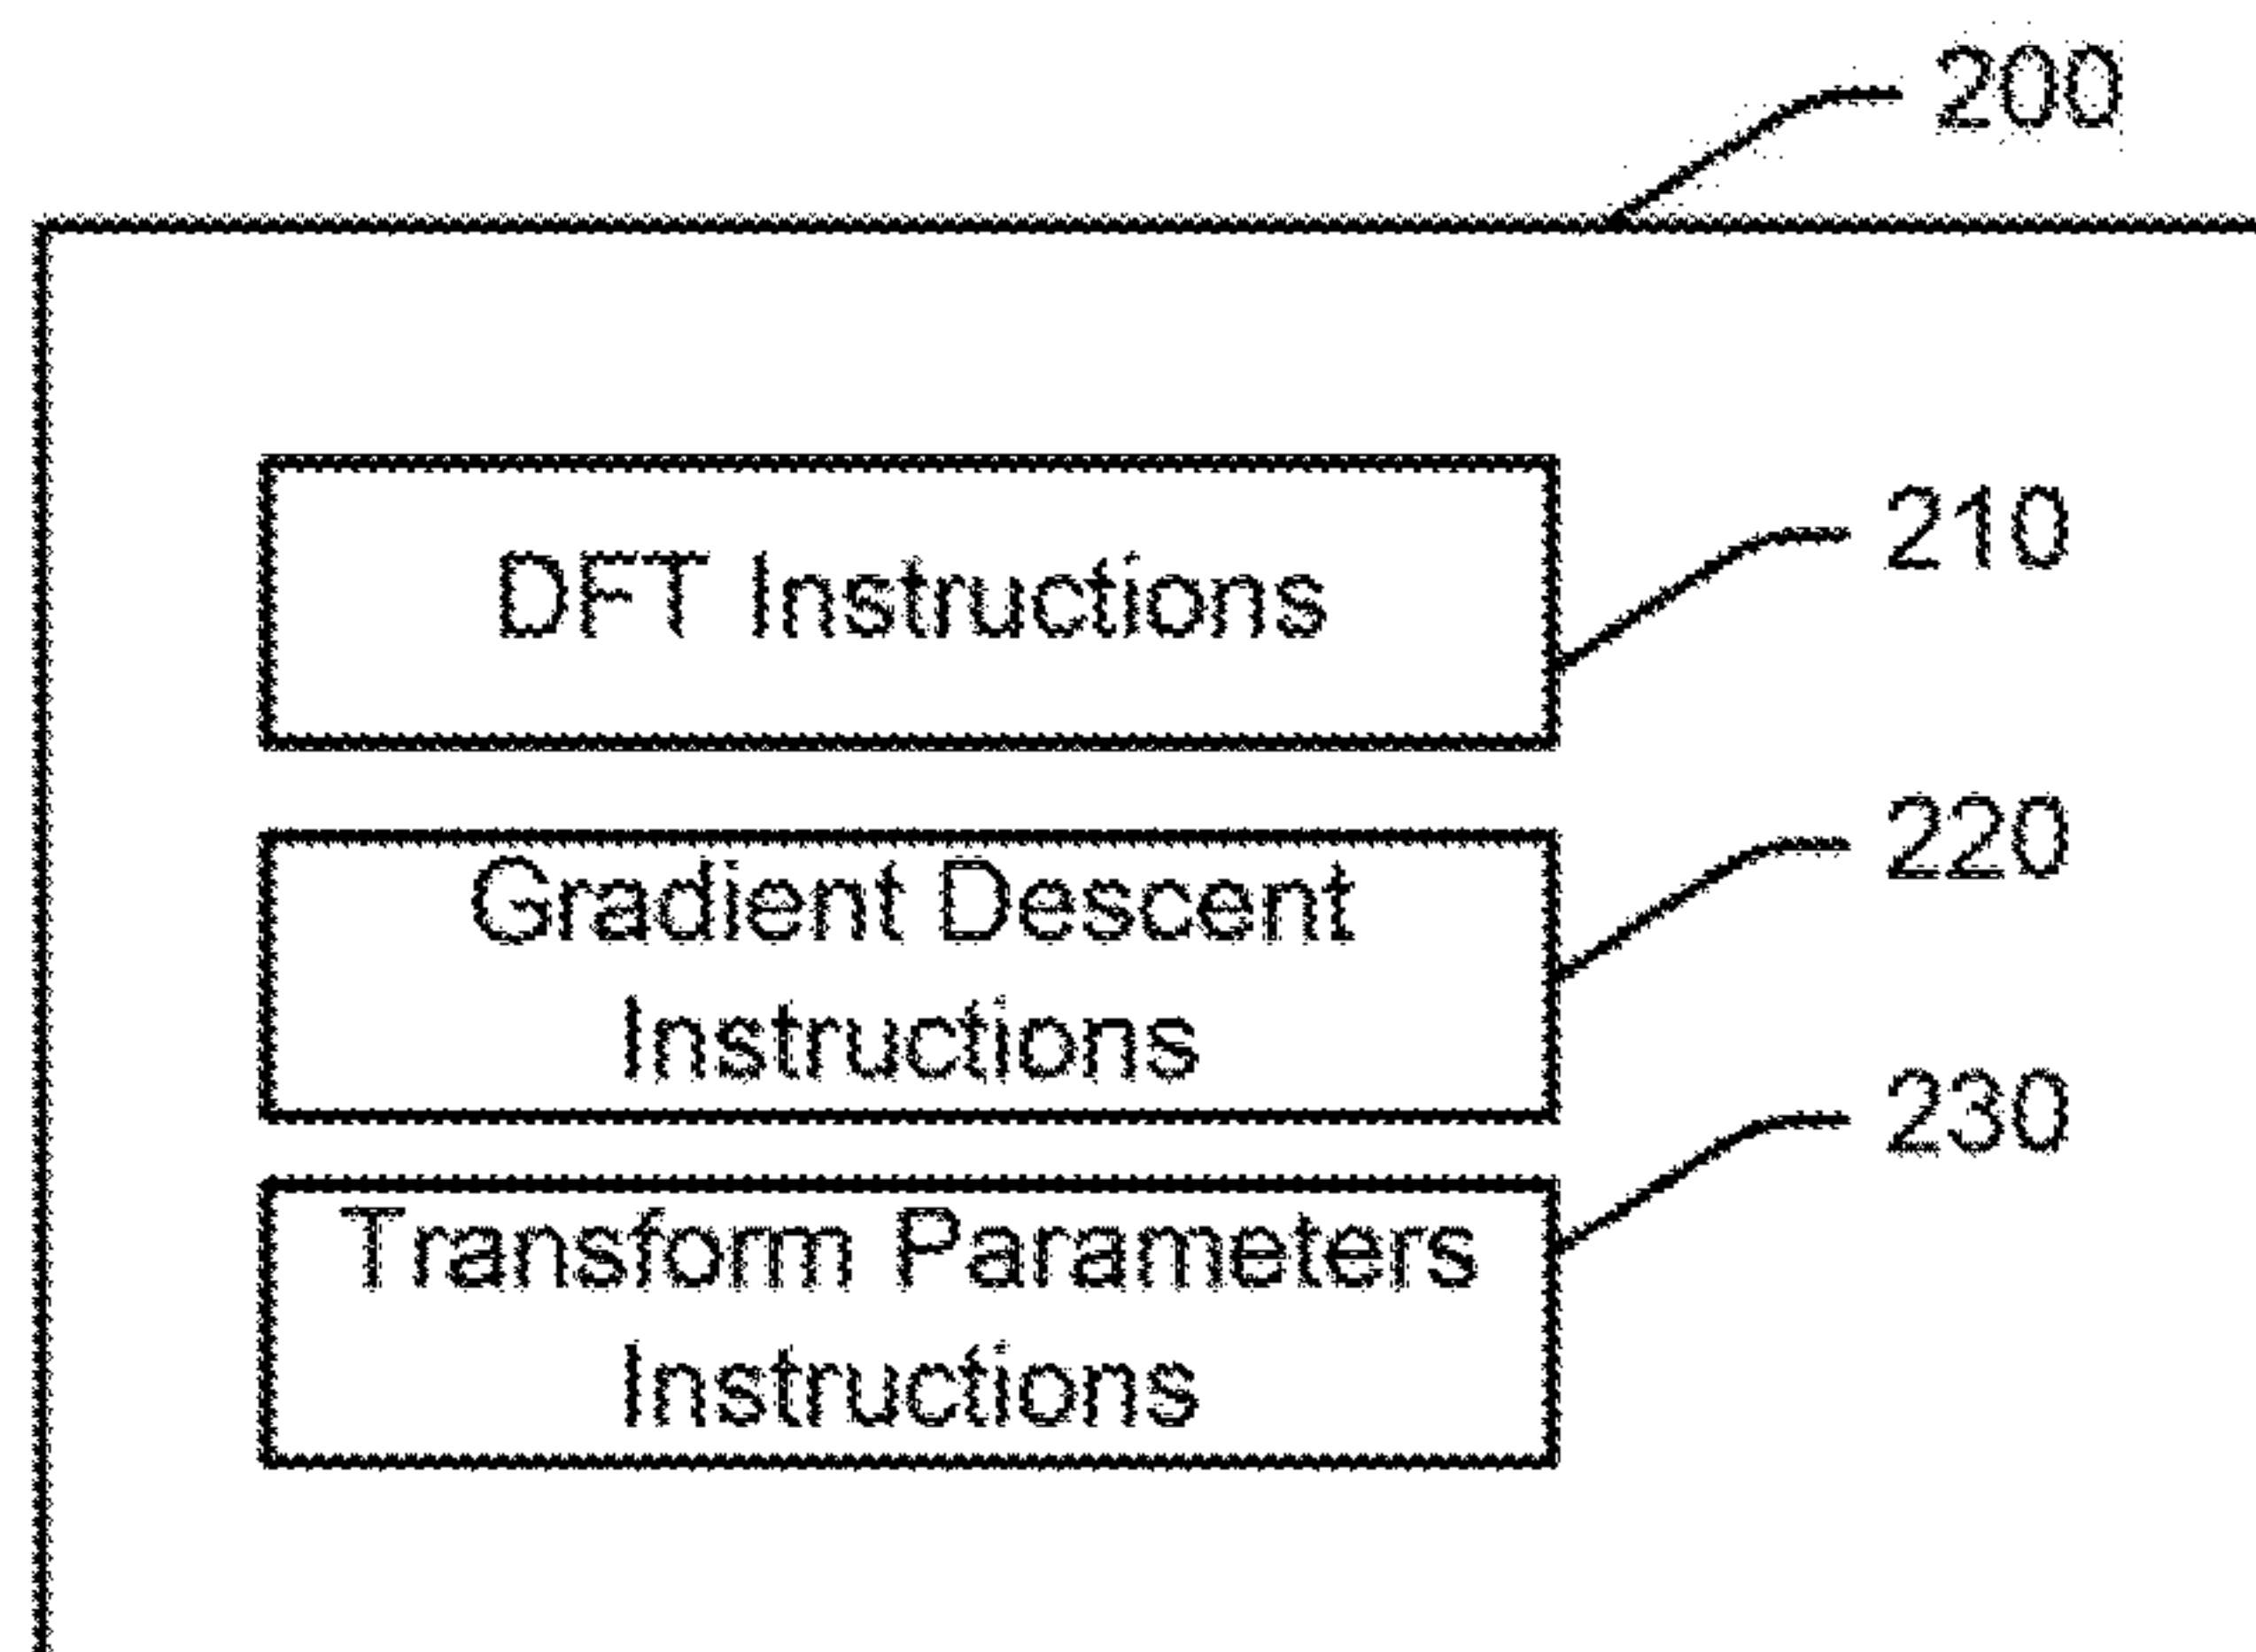 200
DFT Instructions
210
Gradient Descent
Instructions
220
Transform Parameters
Instructions
230